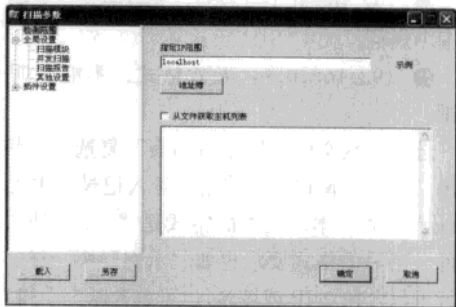 扫描参数
检测范围
全局设置
扫描模块
并发扫描
扫描报告
其他设置
插件设置
指定IP范围
localhost
示例
地址簿
从文件获取主机列表
载入
另存
确定
取消